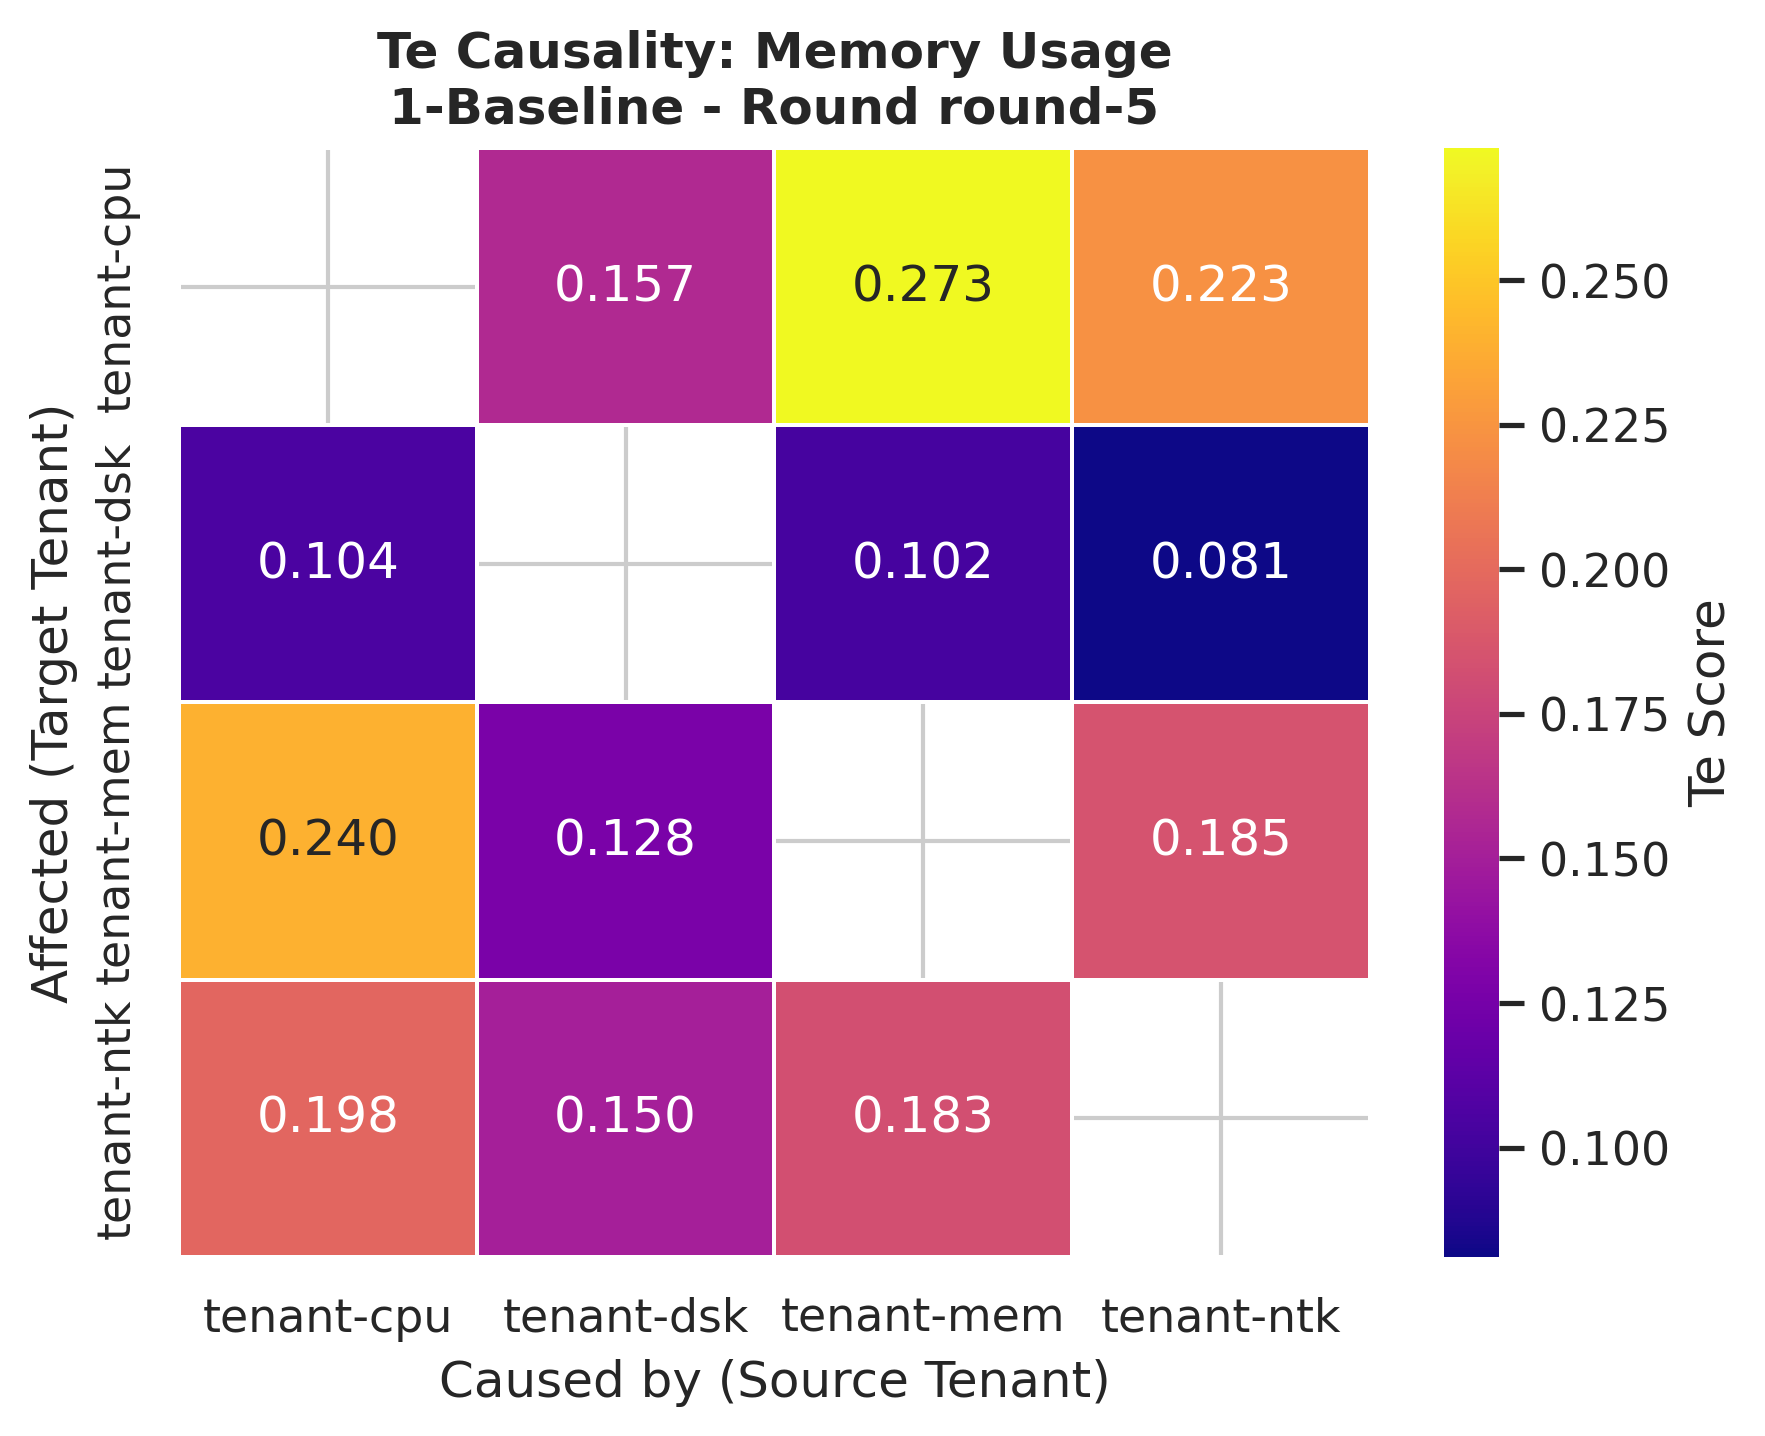 Te Causality: Memory Usage
1-Baseline - Round round-5
Affected (Target Tenant)
tenant-cpu
0.157
0.273
0.223
tenant-dsk
0.104
0.102
0.081
tenant-mem
0.240
0.128
0.185
tenant-ntk
0.198
0.150
0.183
tenant-cpu
tenant-dsk
tenant-mem
tenant-ntk
Caused by (Source Tenant)
0.250
0.225
0.200
0.175
0.150
0.125
0.100
Te Score